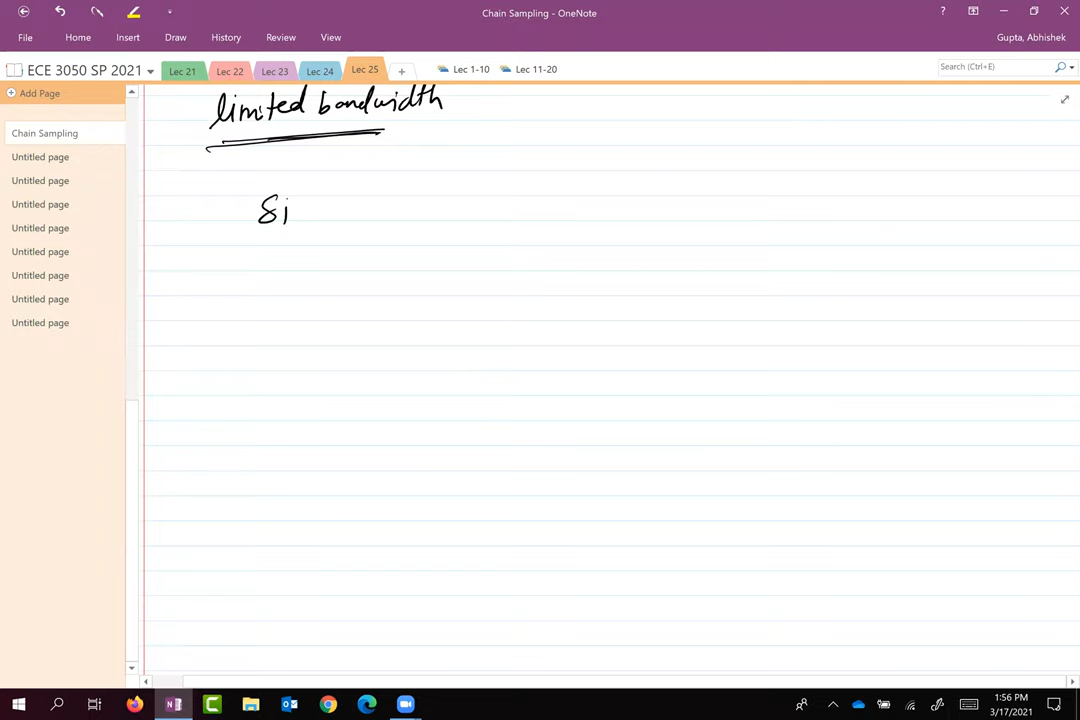 Chain Sampling - OneNote
?
File Home Insert Draw History Review View
Gupta, Abhishek
ECE 3050 SP 2021 Lec 21 Lec 22 Lec 23 Lec 24 Lec 25 + Lec 1-10 Lec 11-20
Search (Ctrl+E)
Add Page
Chain Sampling
Untitled page
Untitled page
Untitled page
Untitled page
Untitled page
Untitled page
Untitled page
Untitled page
limited bandwidth
Si
1:56 PM
3/17/2021